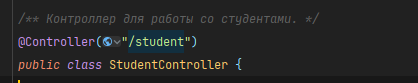 /** Контроллер для работы со студентами. */
@Controller("/student")
public class StudentController {